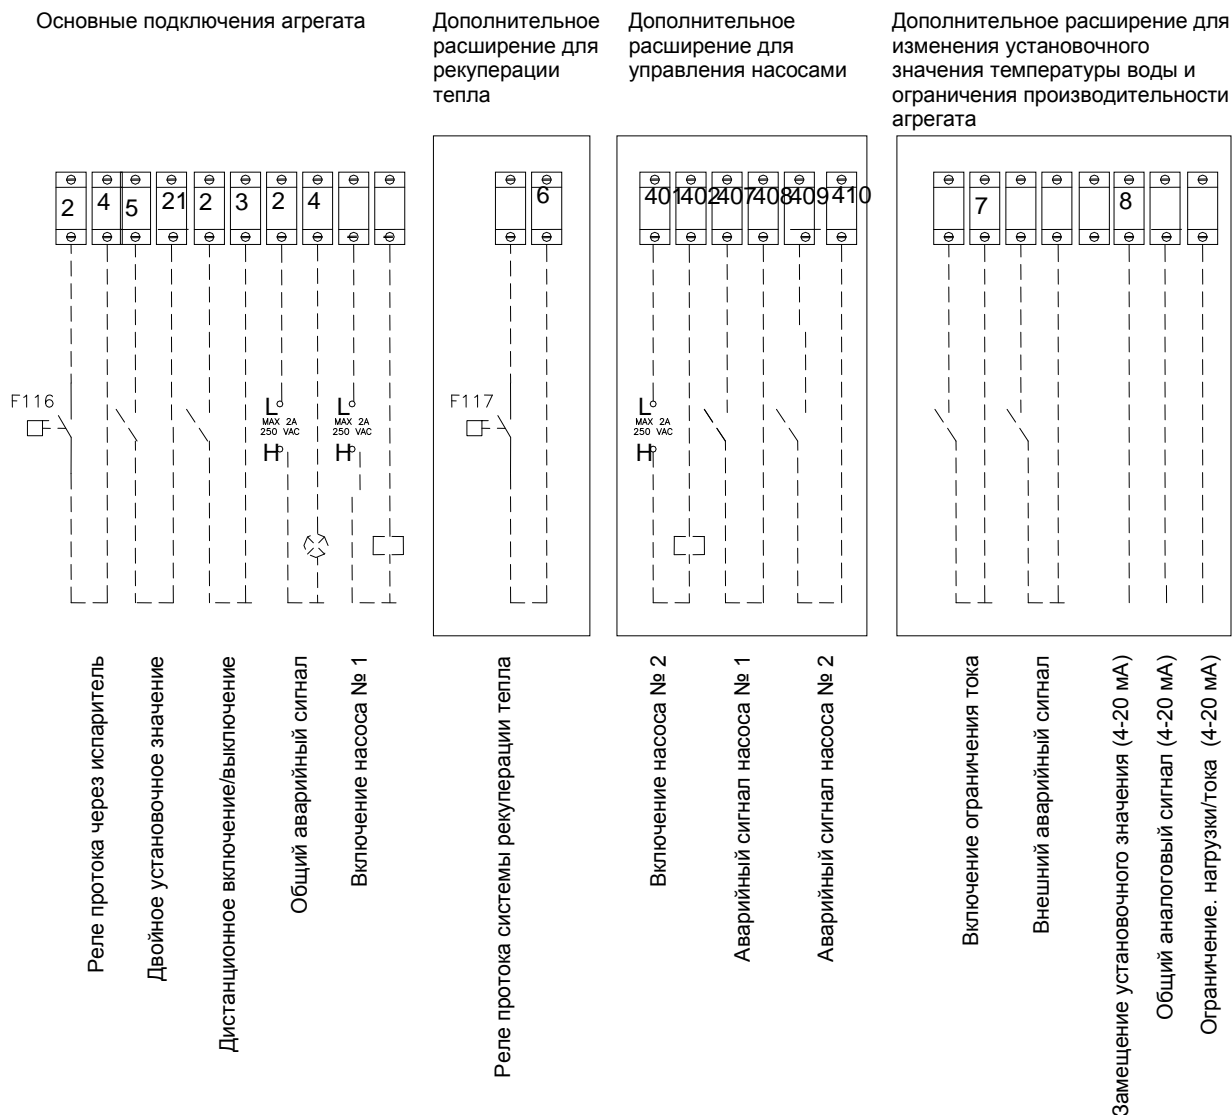 Основные подключения агрегата
Дополнительное
расширение для
рекуперации
тепла
Дополнительное
расширение для
управления насосами
Дополнительное расширение для
изменения установочного
значения температуры воды и
ограничения производительности
агрегата
2 4 5 21 2 3 2 4
6
401 402 407 408 409 410
7 8
F116
L
MAX 2A
250 VAC
H
L
MAX 2A
250 VAC
H
F117
L
MAX 2A
250 VAC
H
Реле протока через испаритель
Двойное установочное значение
Дистанционное включение/выключение
Общий аварийный сигнал
Включение насоса № 1
Реле протока системы рекуперации тепла
Включение насоса № 2
Аварийный сигнал насоса № 1
Аварийный сигнал насоса № 2
Включение ограничения тока
Внешний аварийный сигнал
Замещение установочного значения (4-20 мА)
Общий аналоговый сигнал (4-20 мА)
Ограничение. нагрузки/тока (4-20 мА)